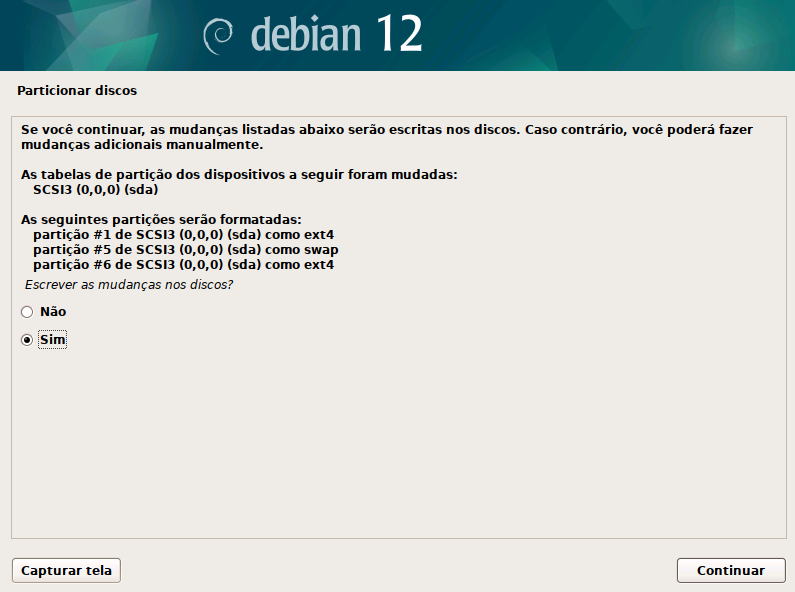 debian 12
Particionar discos
Se você continuar, as mudanças listadas abaixo serão escritas nos discos. Caso contrário, você poderá fazer
mudanças adicionais manualmente.
As tabelas de partição dos dispositivos a seguir foram mudadas:
SCSI3 (0,0,0) (sda)
As seguintes partições serão formatadas:
partição #1 de SCSI3 (0,0,0) (sda) como ext4
partição #5 de SCSI3 (0,0,0) (sda) como swap
partição #6 de SCSI3 (0,0,0) (sda) como ext4
Escrever as mudanças nos discos?
Não
Sim
Capturar tela
Continuar